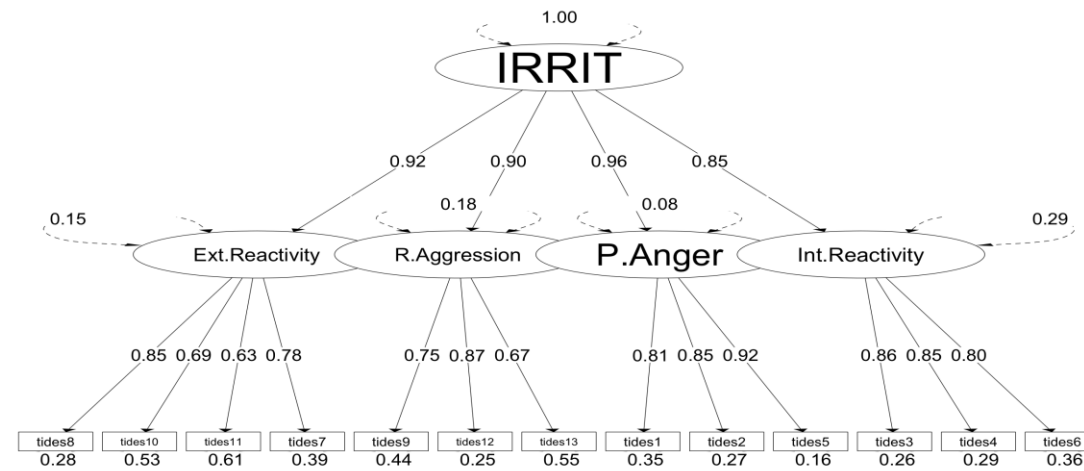 1.00
IRRIT
0.92 0.90 0.96 0.85
0.15 0.18 0.08 0.29
Ext.Reactivity R.Aggression P.Anger Int.Reactivity
0.85 0.69 0.63 0.78 0.75 0.87 0.67 0.81 0.85 0.92 0.86 0.85 0.80
tides8 tides10 tides11 tides7 tides9 tides12 tides13 tides1 tides2 tides5 tides3 tides4 tides6
0.28 0.53 0.61 0.39 0.44 0.25 0.55 0.35 0.27 0.16 0.26 0.29 0.36